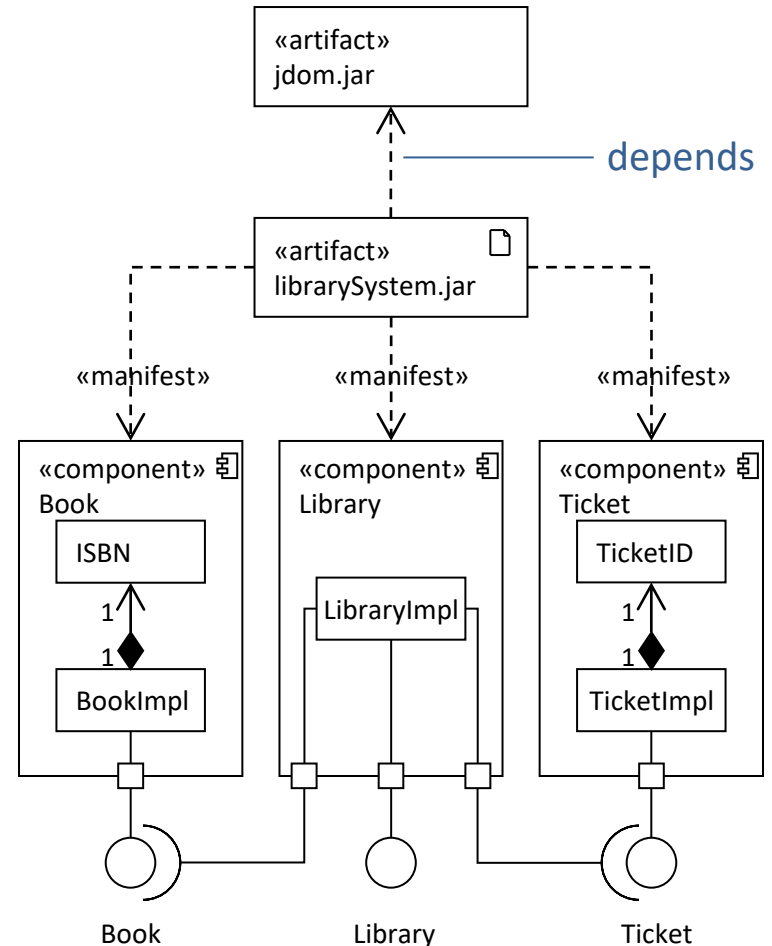 «artifact»
jdom.jar
depends
«artifact»
librarySystem.jar
«manifest»
«manifest»
«manifest»
«component»
Book
ISBN
1
1
BookImpl
«component»
Library
LibraryImpl
«component»
Ticket
TicketID
1
1
TicketImpl
Book
Library
Ticket